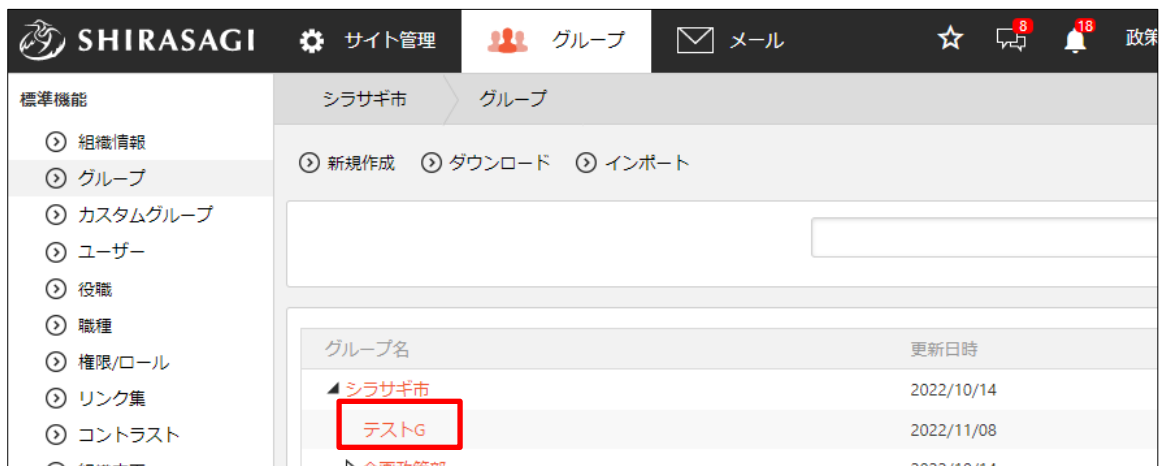 SHIRASAGI サイト管理 グループ メール 8 18 政策
標準機能
シラサギ市 グループ
組織情報
グループ
カスタムグループ
ユーザー
役職
職種
権限/ロール
リンク集
コントラスト
新規作成 ダウンロード インポート
グループ名 更新日時
シラサギ市 2022/10/14
テストG 2022/11/08